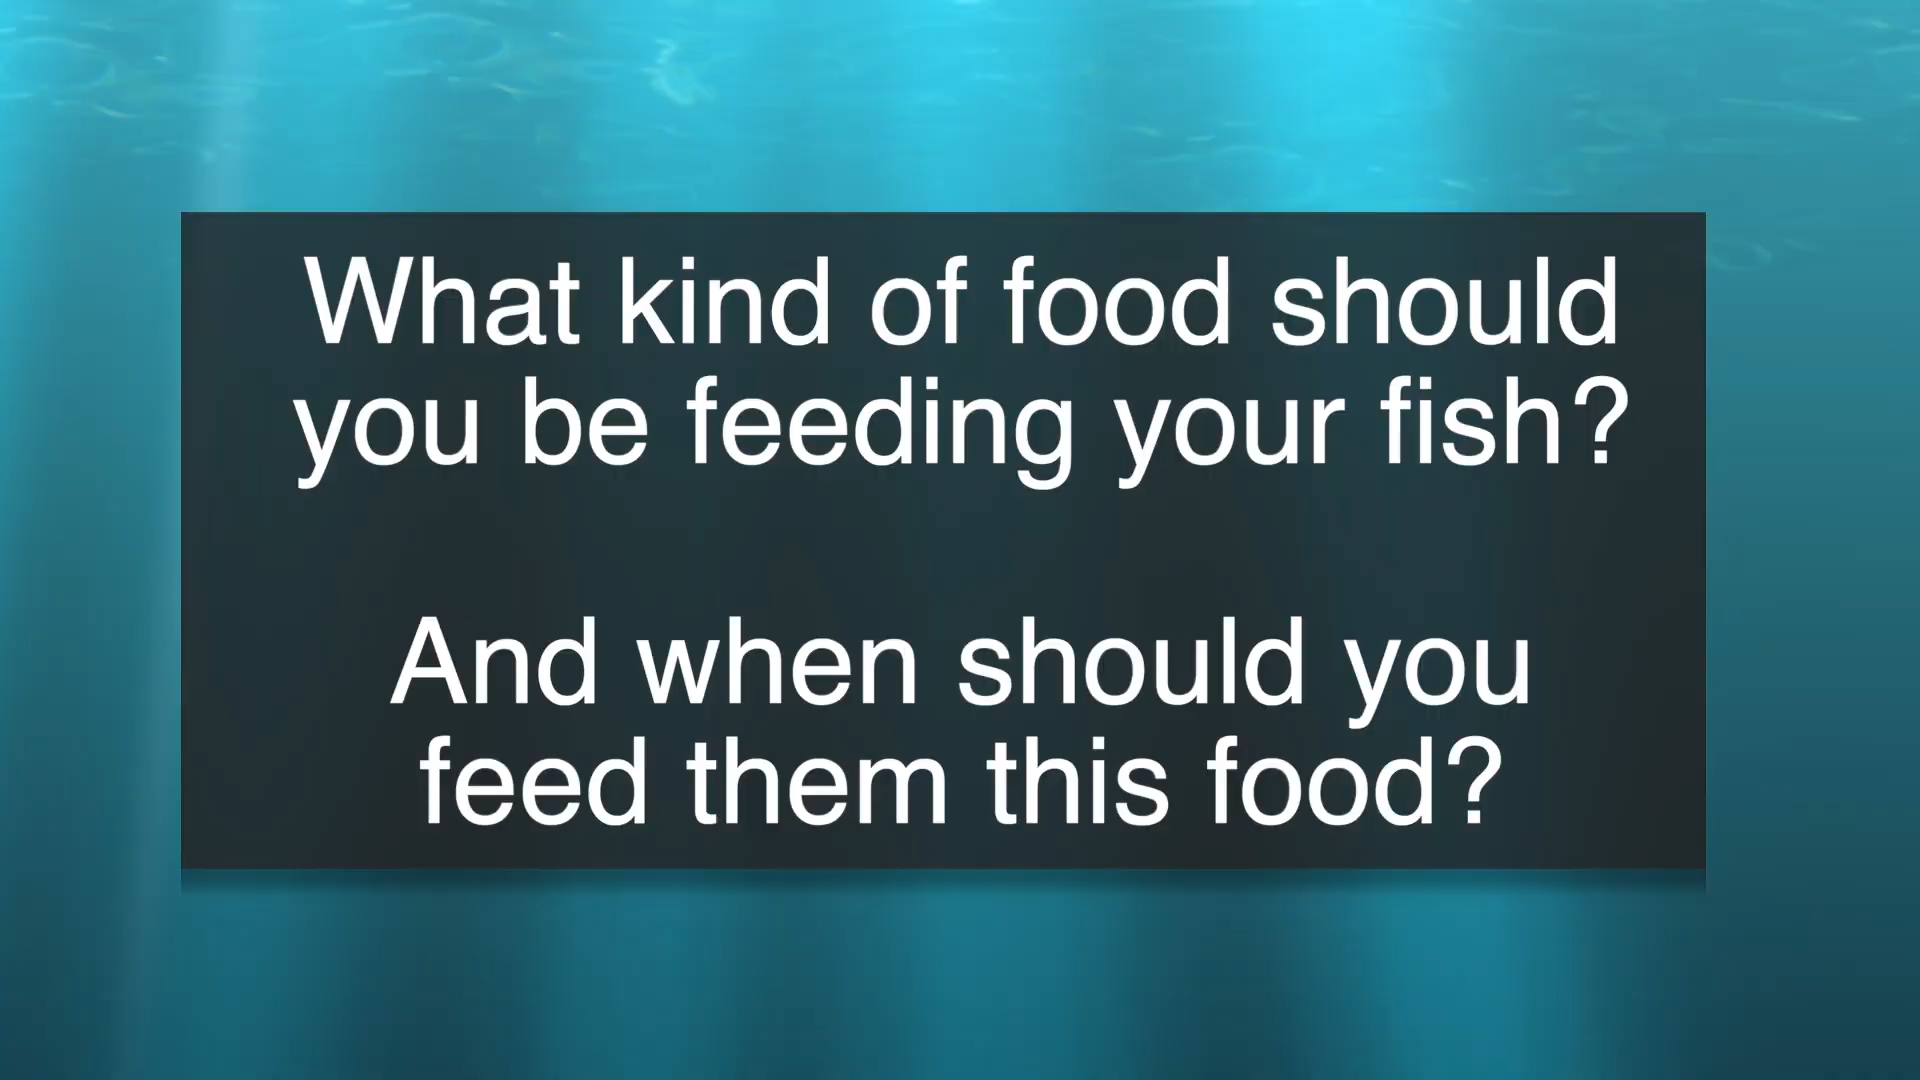 What kind of food should
you be feeding your fish?
And when should you
feed them this food?